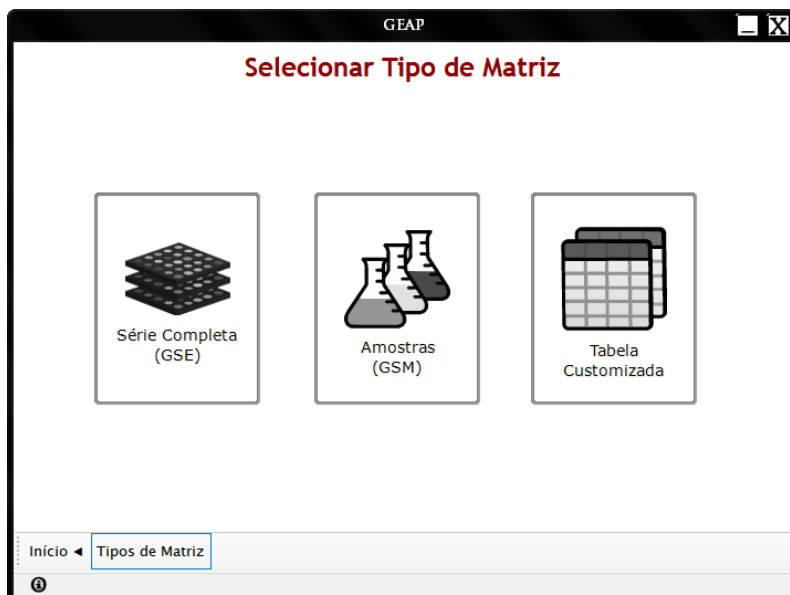 GEAP
Selecionar Tipo de Matriz
Série Completa
(GSE)
Amostras
(GSM)
Tabela
Customizada
Início ◄ Tipos de Matriz